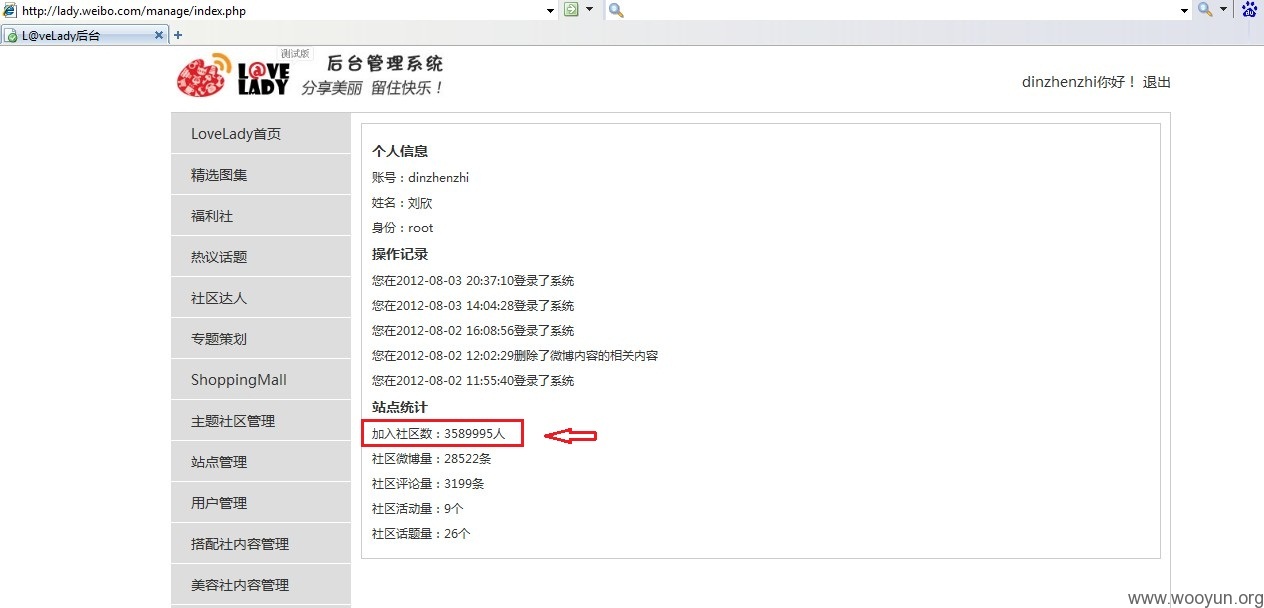 http://lady.weibo.com/manage/index.php
L@veLady后台
测试版
L@VE LADY
后台管理系统
分享美丽 留住快乐！
dinzhenzhi你好！ 退出
LoveLady首页
精选图集
福利社
热议话题
社区达人
专题策划
ShoppingMall
主题社区管理
站点管理
用户管理
搭配社内容管理
美容社内容管理
个人信息
账号：dinzhenzhi
姓名：刘欣
身份：root
操作记录
您在2012-08-03 20:37:10登录了系统
您在2012-08-03 14:04:28登录了系统
您在2012-08-02 16:08:56登录了系统
您在2012-08-02 12:02:29删除了微博内容的相关内容
您在2012-08-02 11:55:40登录了系统
站点统计
加入社区数：3589995人
社区微博量：28522条
社区评论量：3199条
社区活动量：9个
社区话题量：26个
www.wooyun.org